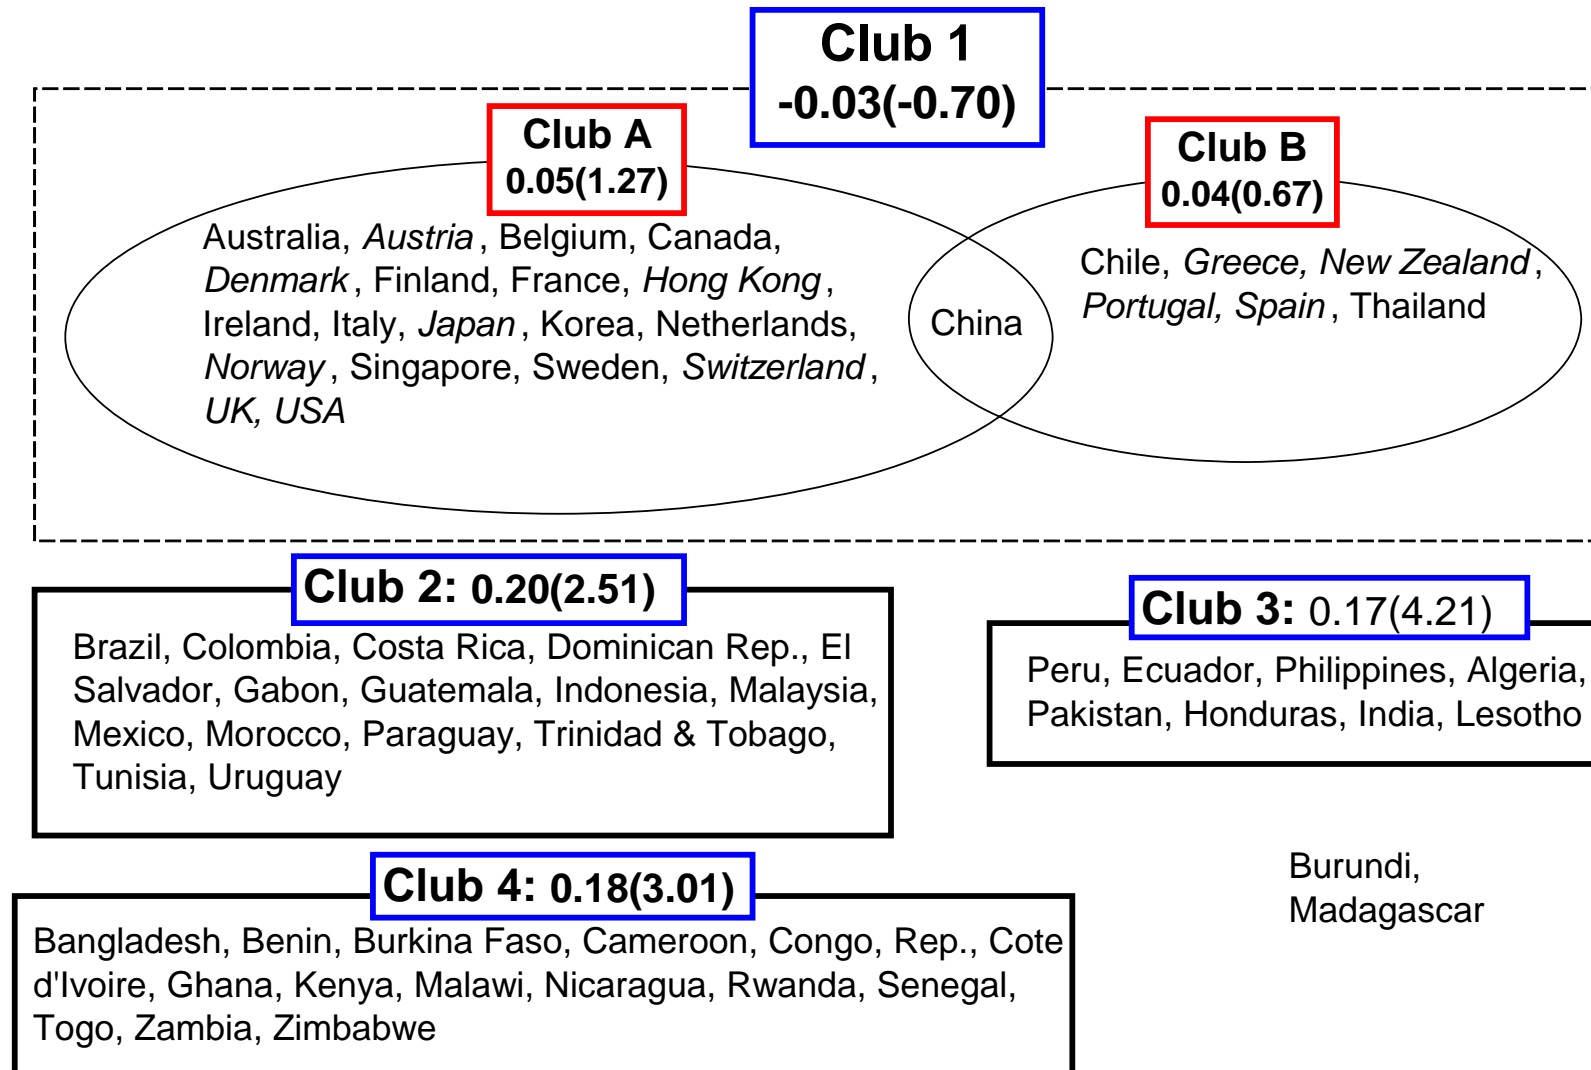 Club 1
-0.03(-0.70)
Club A
0.05(1.27)
Club B
0.04(0.67)
Australia, Austria, Belgium, Canada,
Denmark, Finland, France, Hong Kong,
Ireland, Italy, Japan, Korea, Netherlands,
Norway, Singapore, Sweden, Switzerland,
UK, USA
China
Chile, Greece, New Zealand,
Portugal, Spain, Thailand
Club 2: 0.20(2.51)
Brazil, Colombia, Costa Rica, Dominican Rep., El
Salvador, Gabon, Guatemala, Indonesia, Malaysia,
Mexico, Morocco, Paraguay, Trinidad & Tobago,
Tunisia, Uruguay
Club 3: 0.17(4.21)
Peru, Ecuador, Philippines, Algeria,
Pakistan, Honduras, India, Lesotho
Club 4: 0.18(3.01)
Bangladesh, Benin, Burkina Faso, Cameroon, Congo, Rep., Cote
d'Ivoire, Ghana, Kenya, Malawi, Nicaragua, Rwanda, Senegal,
Togo, Zambia, Zimbabwe
Burundi,
Madagascar